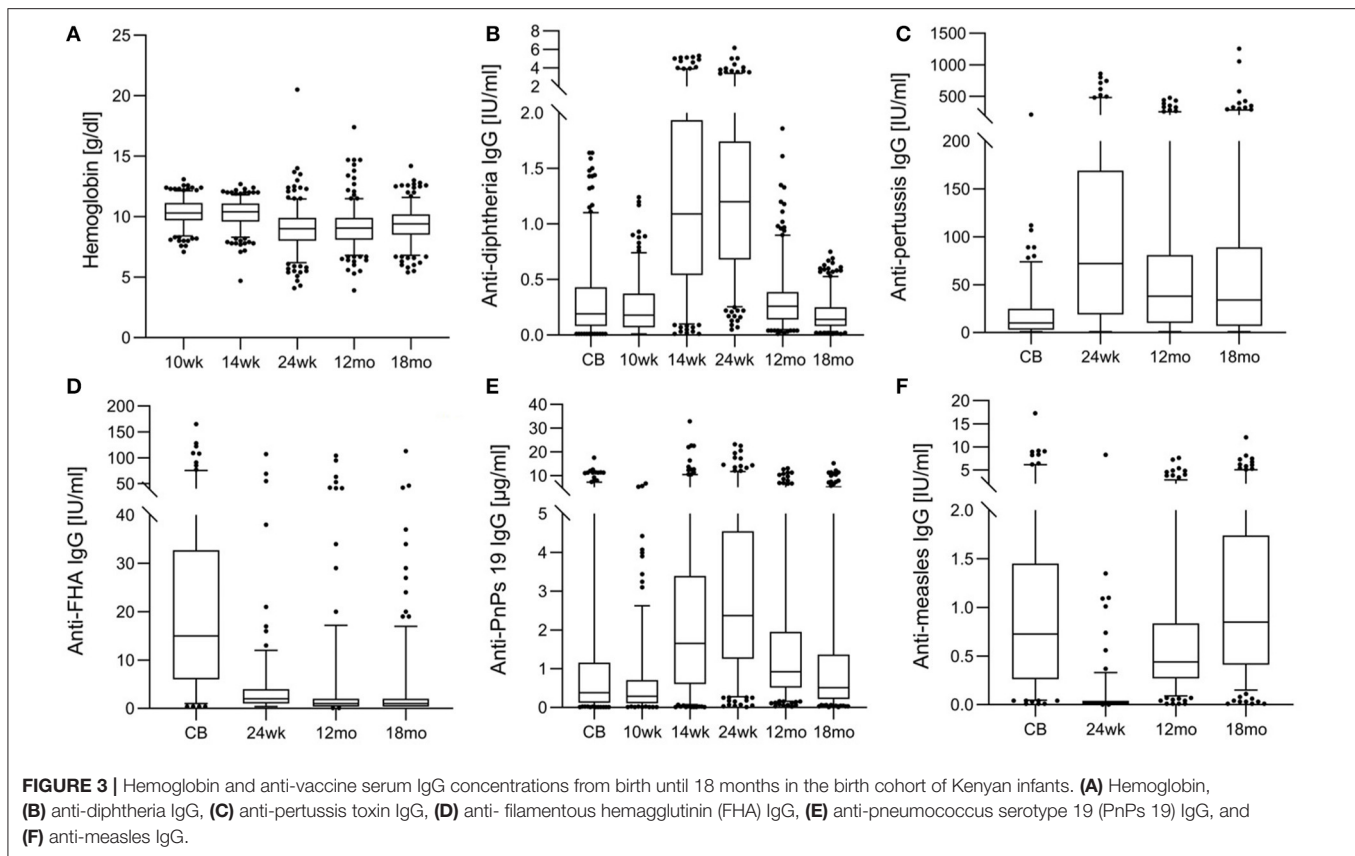 A
Hemoglobin [g/dl]
25
20
15
10
5
0
10wk 14wk 24wk 12mo 18mo
B
Anti-diphtheria IgG [IU/ml]
8
6
4
2
2.0
1.5
1.0
0.5
0.0
CB 10wk 14wk 24wk 12mo 18mo
C
Anti-pertussis IgG [IU/ml]
1500
1000
500
200
150
100
50
0
CB 24wk 12mo 18mo
D
Anti-FHA IgG [IU/ml]
200
150
100
50
40
30
20
10
0
CB 24wk 12mo 18mo
E
Anti-PnPs 19 IgG [µg/ml]
40
30
20
10
5
4
3
2
1
0
CB 10wk 14wk 24wk 12mo 18mo
F
Anti-measles IgG [IU/ml]
20
15
10
5
2.0
1.5
1.0
0.5
0.0
CB 24wk 12mo 18mo
FIGURE 3 | Hemoglobin and anti-vaccine serum IgG concentrations from birth until 18 months in the birth cohort of Kenyan infants. (A) Hemoglobin,
(B) anti-diphtheria IgG, (C) anti-pertussis toxin IgG, (D) anti- filamentous hemagglutinin (FHA) IgG, (E) anti-pneumococcus serotype 19 (PnPs 19) IgG, and
(F) anti-measles IgG.